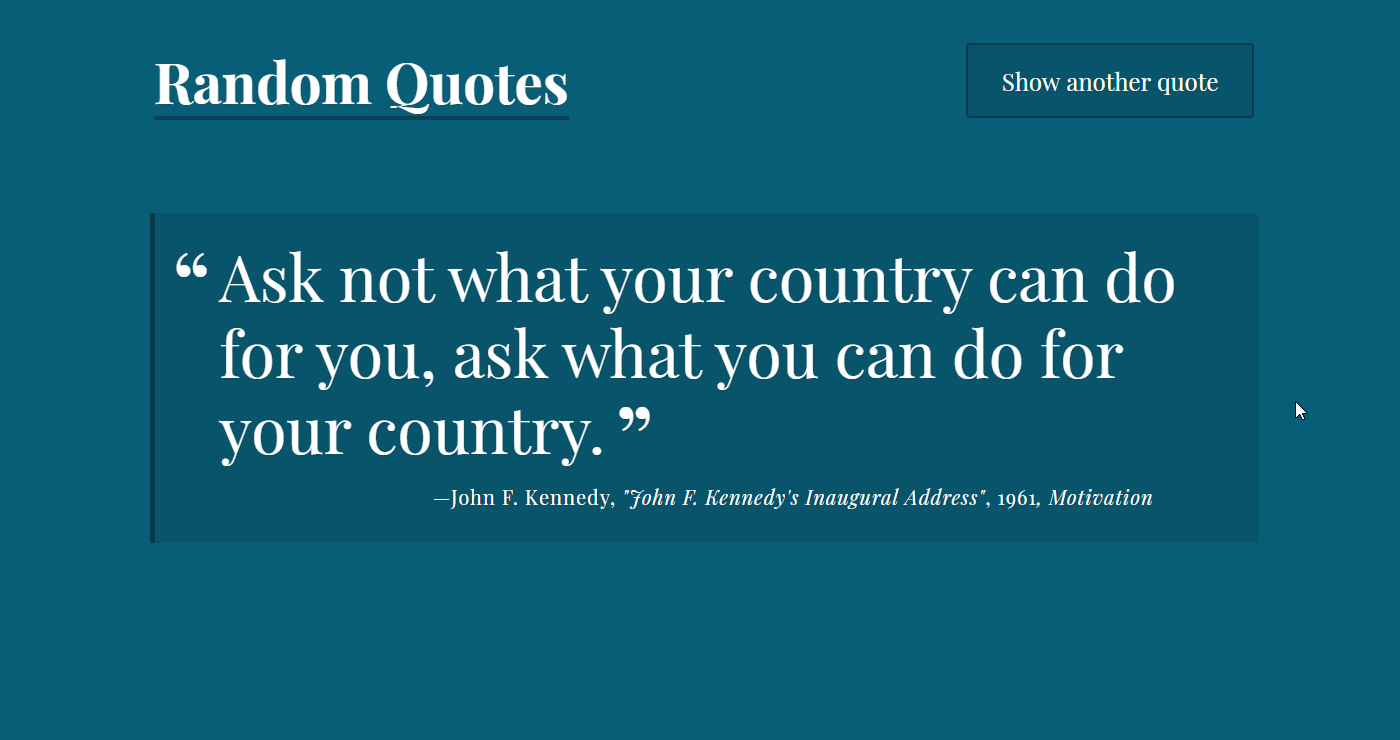 Random Quotes
Show another quote
“ Ask not what your country can do
for you, ask what you can do for
your country. ”
—John F. Kennedy, "John F. Kennedy's Inaugural Address", 1961, Motivation